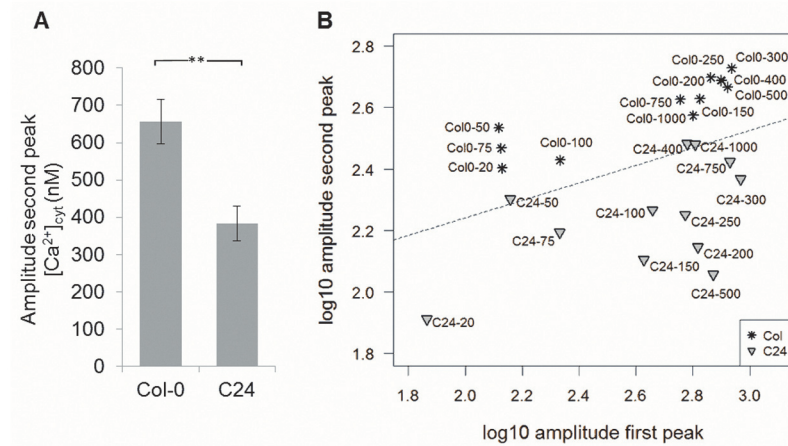 A
B
**
800
700
600
500
400
300
200
100
0
Amplitude second peak
[Ca²⁺]cyt (nM)
Col-0 C24
2.8
2.6
2.4
2.2
2.0
1.8
log10 amplitude second peak
Col0-250 Col0-300
Col0-200 Col0-400
Col0-500
Col0-750
Col0-150
Col0-1000
Col0-50
Col0-75
Col0-100
Col0-20
C24-400 C24-1000
C24-750
C24-300
C24-50
C24-100
C24-250
C24-75
C24-200
C24-150
C24-500
C24-20
Col
C24
1.8 2.0 2.2 2.4 2.6 2.8 3.0
log10 amplitude first peak